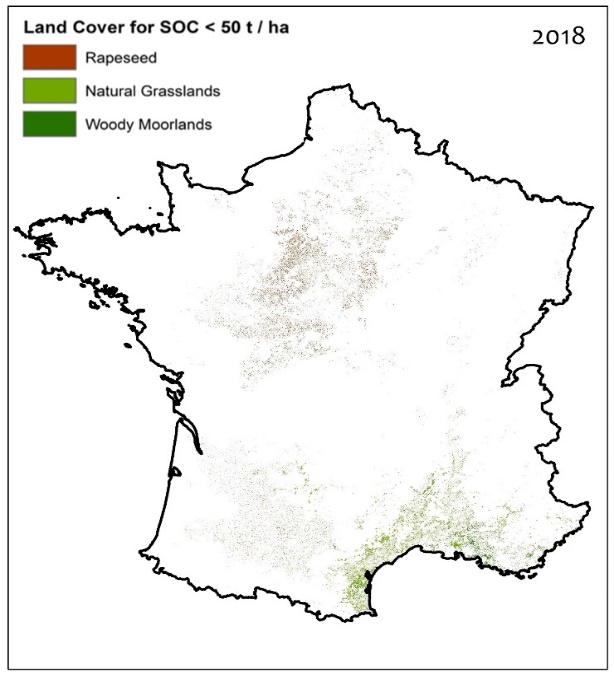 Land Cover for SOC < 50 t / ha
2018
Rapeseed
Natural Grasslands
Woody Moorlands